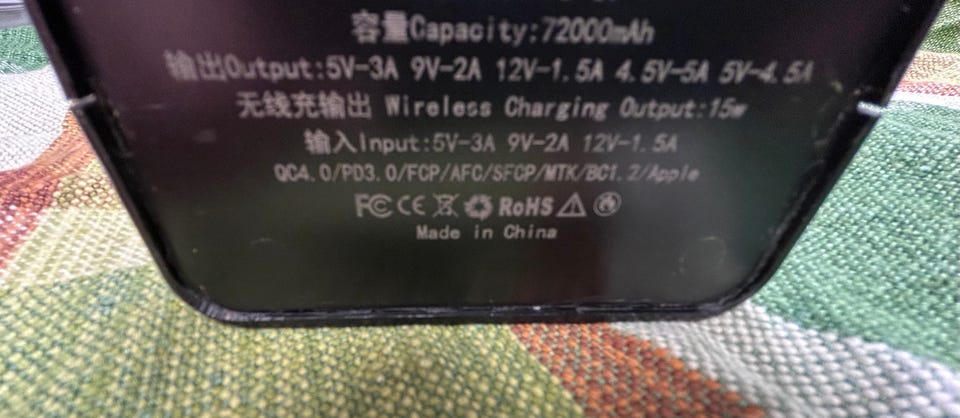 容量Capacity:72000mAh
输出Output:5V-3A 9V-2A 12V-1.5A 4.5V-5A 5V-4.5A
无线充输出 Wireless Charging Output:15w
输入Input:5V-3A 9V-2A 12V-1.5A
QC4.0/PD3.0/FCP/AFC/SFCP/MTK/BC1.2/Apple
FC CE RoHS
Made in China